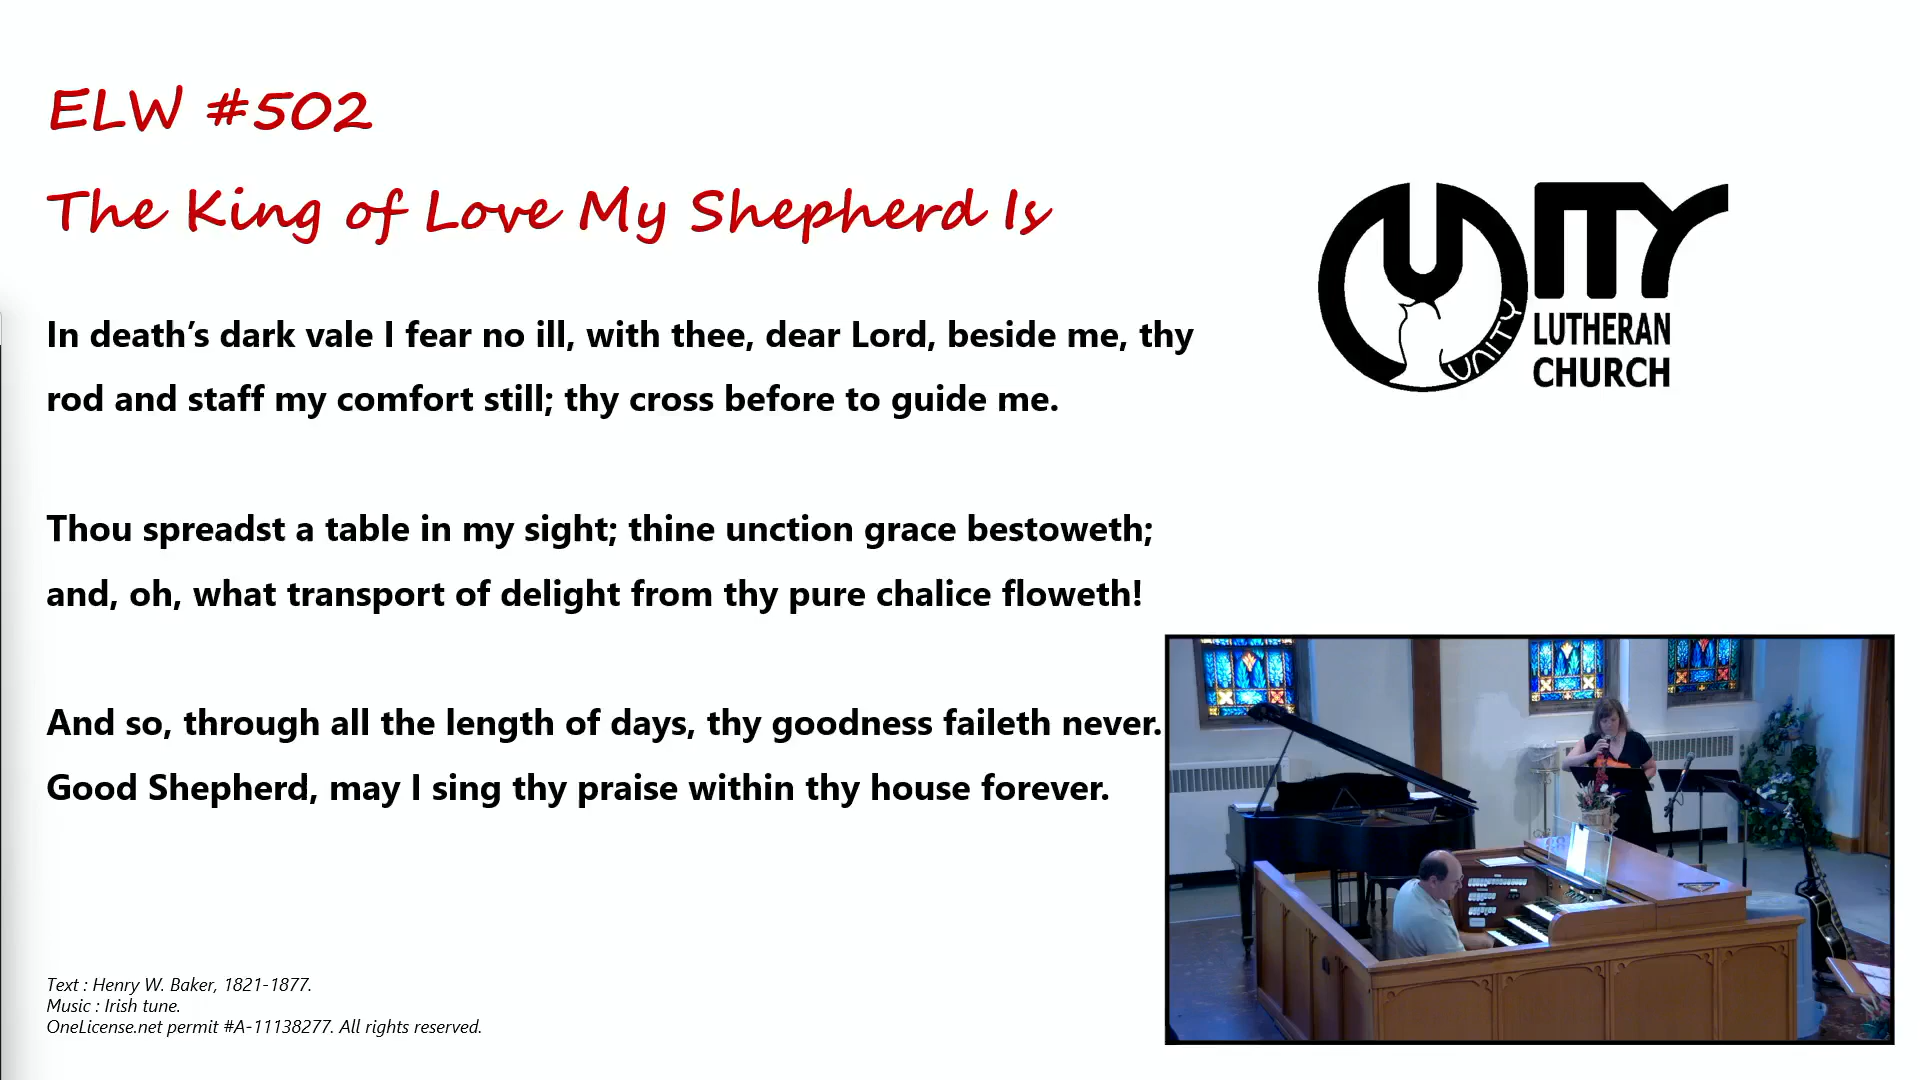 ELW #502
The King of Love My Shepherd Is
In death’s dark vale I fear no ill, with thee, dear Lord, beside me, thy
rod and staff my comfort still; thy cross before to guide me.
Thou spreadst a table in my sight; thine unction grace bestoweth;
and, oh, what transport of delight from thy pure chalice floweth!
And so, through all the length of days, thy goodness faileth never.
Good Shepherd, may I sing thy praise within thy house forever.
Text : Henry W. Baker, 1821-1877.
Music : Irish tune.
OneLicense.net permit #A-11138277. All rights reserved.
UNITY
UNITY
LUTHERAN
CHURCH